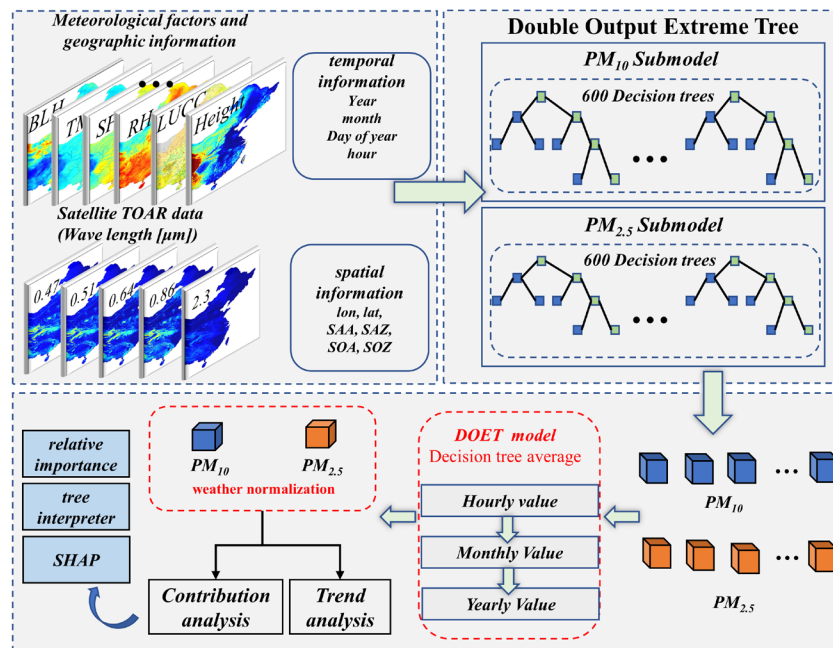 Meteorological factors and
geographic information
BLH
TM
SP
RH
LUCC
Height
temporal
information
Year
month
Day of year
hour
Satellite TOAR data
(Wave length [μm])
0.47
0.51
0.64
0.86
2.3
spatial
information
lon, lat,
SAA, SAZ,
SOA, SOZ
Double Output Extreme Tree
PM10 Submodel
600 Decision trees
PM2.5 Submodel
600 Decision trees
relative
importance
tree
interpreter
SHAP
PM10
PM2.5
weather normalization
Contribution
analysis
Trend
analysis
DOET model
Decision tree average
Hourly value
Monthly Value
Yearly Value
PM10
PM2.5